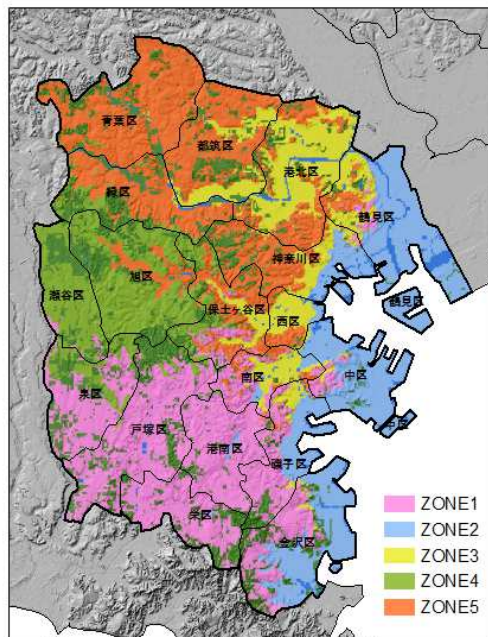 青葉区
都筑区
港北区
緑区
鶴見区
神奈川区
旭区
瀬谷区
鶴見区
保土ヶ谷区
西区
南区
中区
泉区
戸塚区
港南区
中区
磯子区
栄区
金沢区
ZONE1
ZONE2
ZONE3
ZONE4
ZONE5